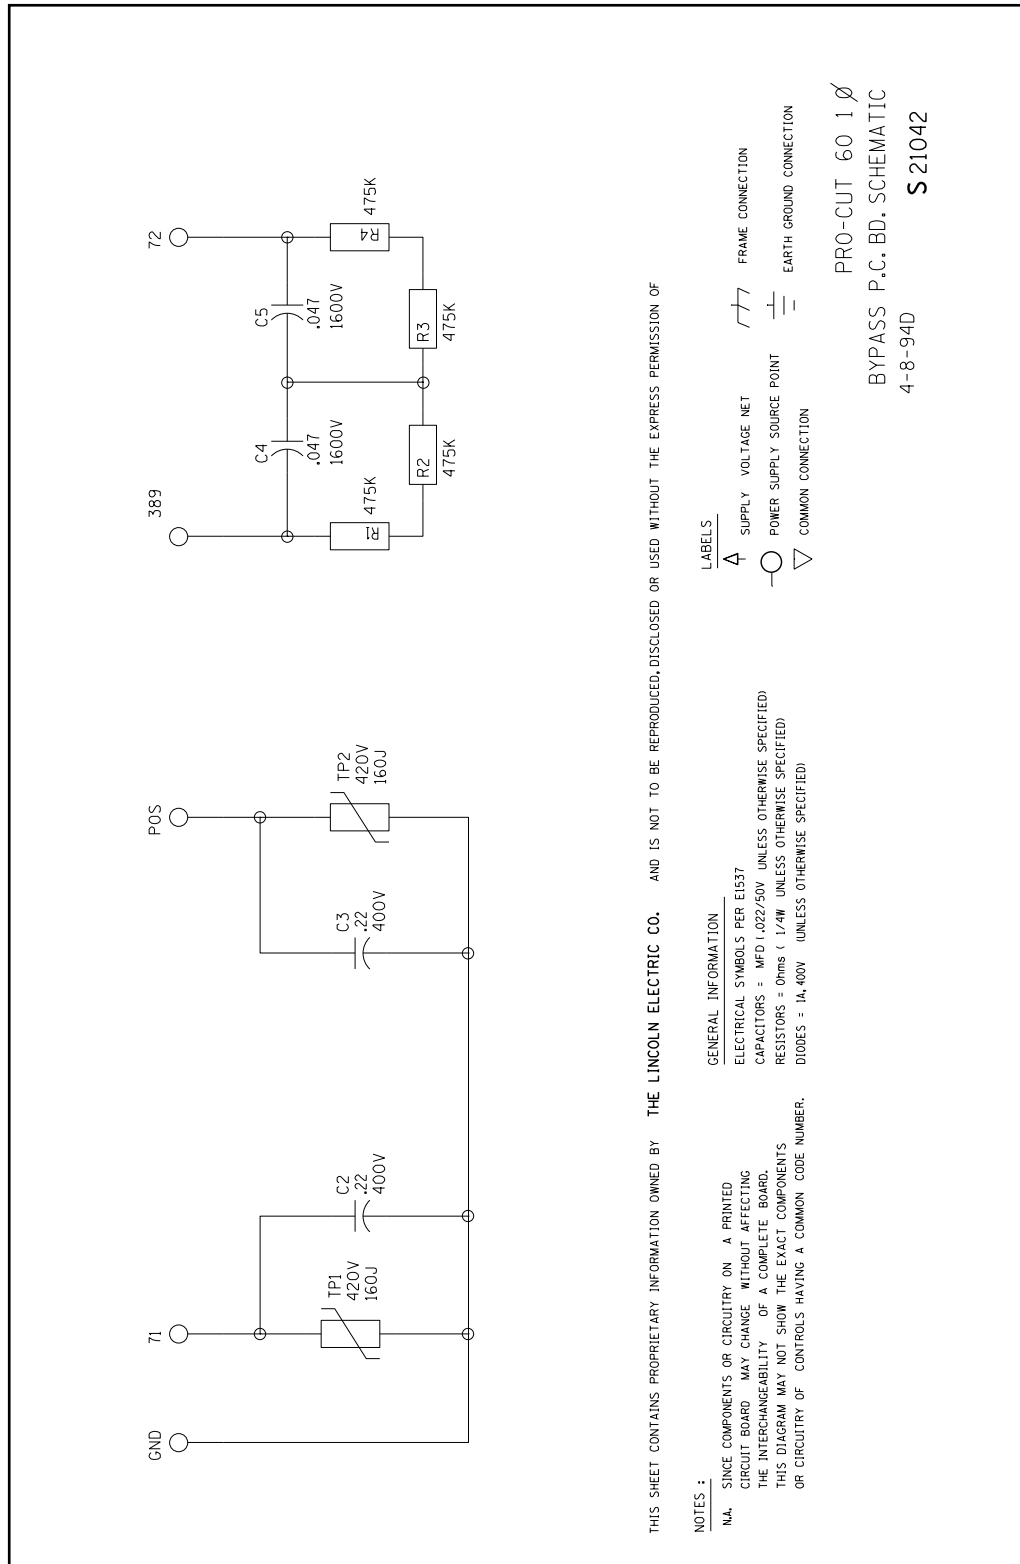 GND
71
POS
389
72
TP1
420V
160J
C2
.22
400V
C3
.22
400V
TP2
420V
160J
C4
.047
1600V
C5
.047
1600V
R1
475K
R2
475K
R3
475K
R4
475K
THIS SHEET CONTAINS PROPRIETARY INFORMATION OWNED BY THE LINCOLN ELECTRIC CO. AND IS NOT TO BE REPRODUCED, DISCLOSED OR USED WITHOUT THE EXPRESS PERMISSION OF
NOTES :
N.A. SINCE COMPONENTS OR CIRCUITRY ON A PRINTED
CIRCUIT BOARD MAY CHANGE WITHOUT AFFECTING
THE INTERCHANGEABILITY OF A COMPLETE BOARD.
THIS DIAGRAM MAY NOT SHOW THE EXACT COMPONENTS
OR CIRCUITRY OF CONTROLS HAVING A COMMON CODE NUMBER.
GENERAL INFORMATION
ELECTRICAL SYMBOLS PER E1537
CAPACITORS = MFD ( .022/50V UNLESS OTHERWISE SPECIFIED)
RESISTORS = Ohms ( 1/4W UNLESS OTHERWISE SPECIFIED)
DIODES = 1A, 400V (UNLESS OTHERWISE SPECIFIED)
LABELS
SUPPLY VOLTAGE NET
POWER SUPPLY SOURCE POINT
COMMON CONNECTION
FRAME CONNECTION
EARTH GROUND CONNECTION
PRO-CUT 60 1 Ø
BYPASS P.C. BD. SCHEMATIC
4-8-94D
S 21042